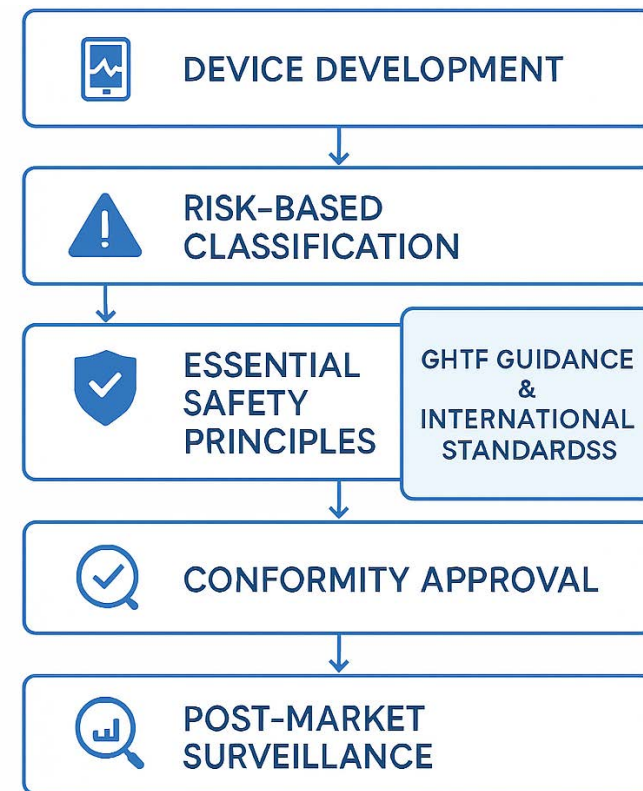 DEVICE DEVELOPMENT
RISK-BASED
CLASSIFICATION
ESSENTIAL
SAFETY
PRINCIPLES
GHTF GUIDANCE
&
INTERNATIONAL
STANDARDSS
CONFORMITY APPROVAL
POST-MARKET
SURVEILLANCE